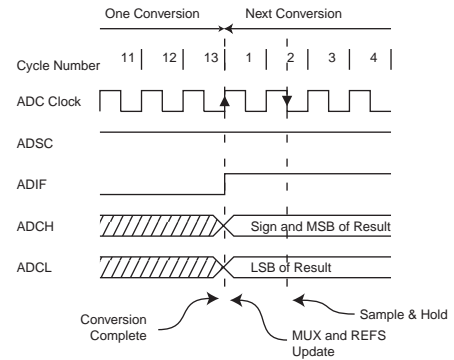 One Conversion Next Conversion
Cycle Number 11 12 13 1 2 3 4
ADC Clock
ADSC
ADIF
ADCH Sign and MSB of Result
ADCL LSB of Result
Conversion
Complete
MUX and REFS
Update
Sample & Hold